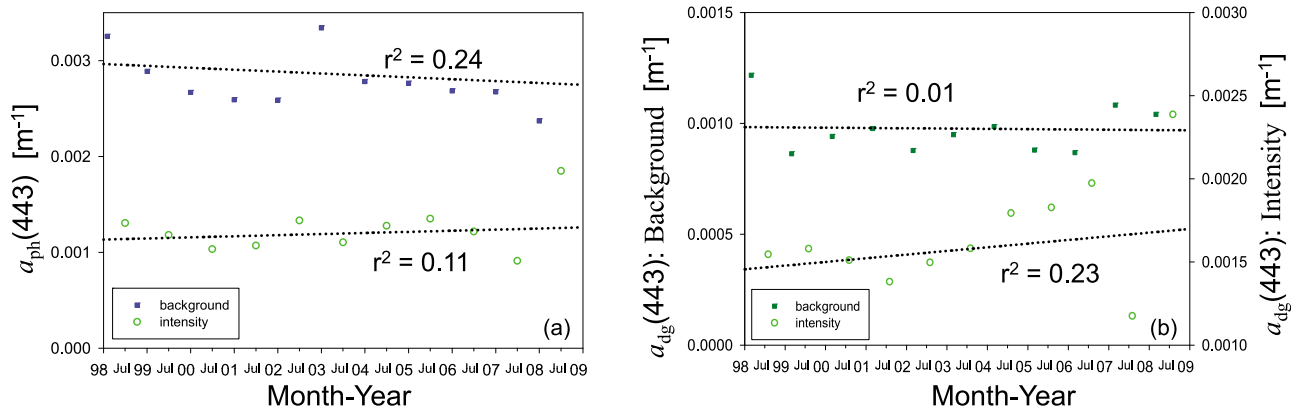 a_ph(443) [m⁻¹]
0.003
0.002
0.001
0.000
r² = 0.24
r² = 0.11
background
intensity
(a)
98 Jul 99 Jul 00 Jul 01 Jul 02 Jul 03 Jul 04 Jul 05 Jul 06 Jul 07 Jul 08 Jul 09
Month-Year
a_dg(443): Background [m⁻¹]
0.0015
0.0010
0.0005
0.0000
r² = 0.01
r² = 0.23
background
intensity
(b)
98 Jul 99 Jul 00 Jul 01 Jul 02 Jul 03 Jul 04 Jul 05 Jul 06 Jul 07 Jul 08 Jul 09
Month-Year
0.0030
0.0025
0.0020
0.0015
0.0010
a_dg(443): Intensity [m⁻¹]